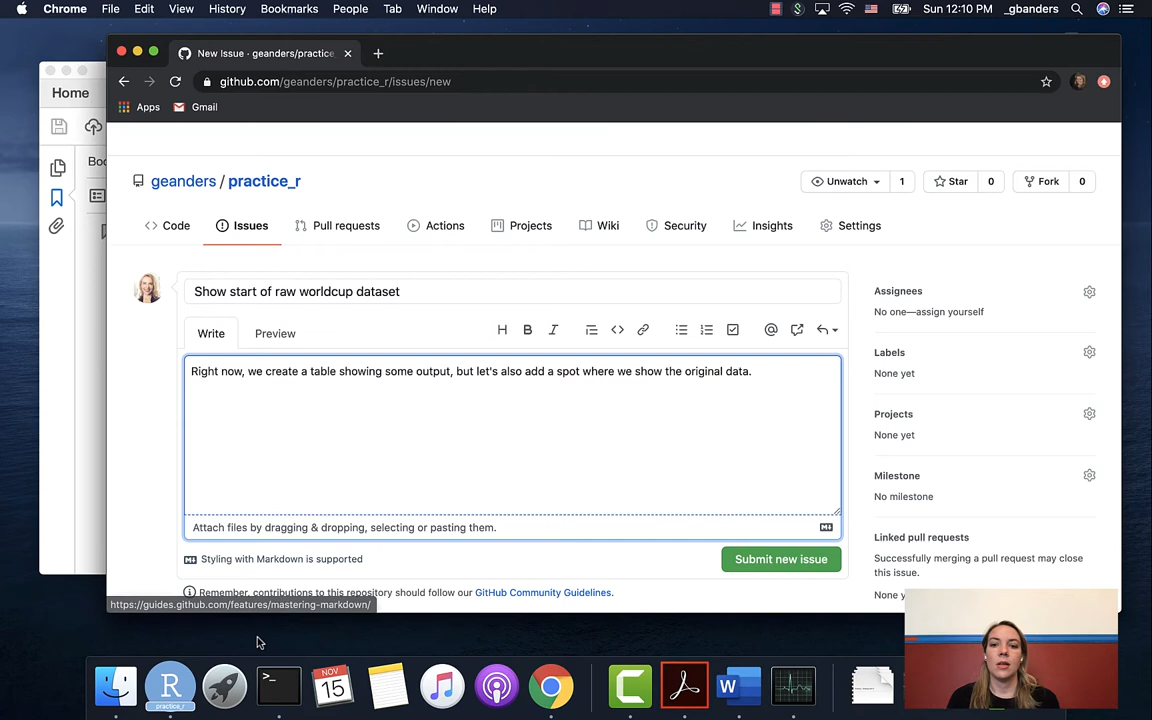 Chrome File Edit View History Bookmarks People Tab Window Help Sun 12:10 PM _gbanders
New Issue · geanders/practice_
github.com/geanders/practice_r/issues/new
Apps Gmail
Home
Boo
geanders / practice_r
Unwatch 1 Star 0 Fork 0
Code Issues Pull requests Actions Projects Wiki Security Insights Settings
Show start of raw worldcup dataset
Write Preview
Right now, we create a table showing some output, but let's also add a spot where we show the original data.
Attach files by dragging & dropping, selecting or pasting them.
Styling with Markdown is supported
Submit new issue
Remember, contributions to this repository should follow our GitHub Community Guidelines.
https://guides.github.com/features/mastering-markdown/
Assignees
No one—assign yourself
Labels
None yet
Projects
None yet
Milestone
No milestone
Linked pull requests
Successfully merging a pull request may close
this issue.
None y
NOV
15
R
practice_r
>_
C
W